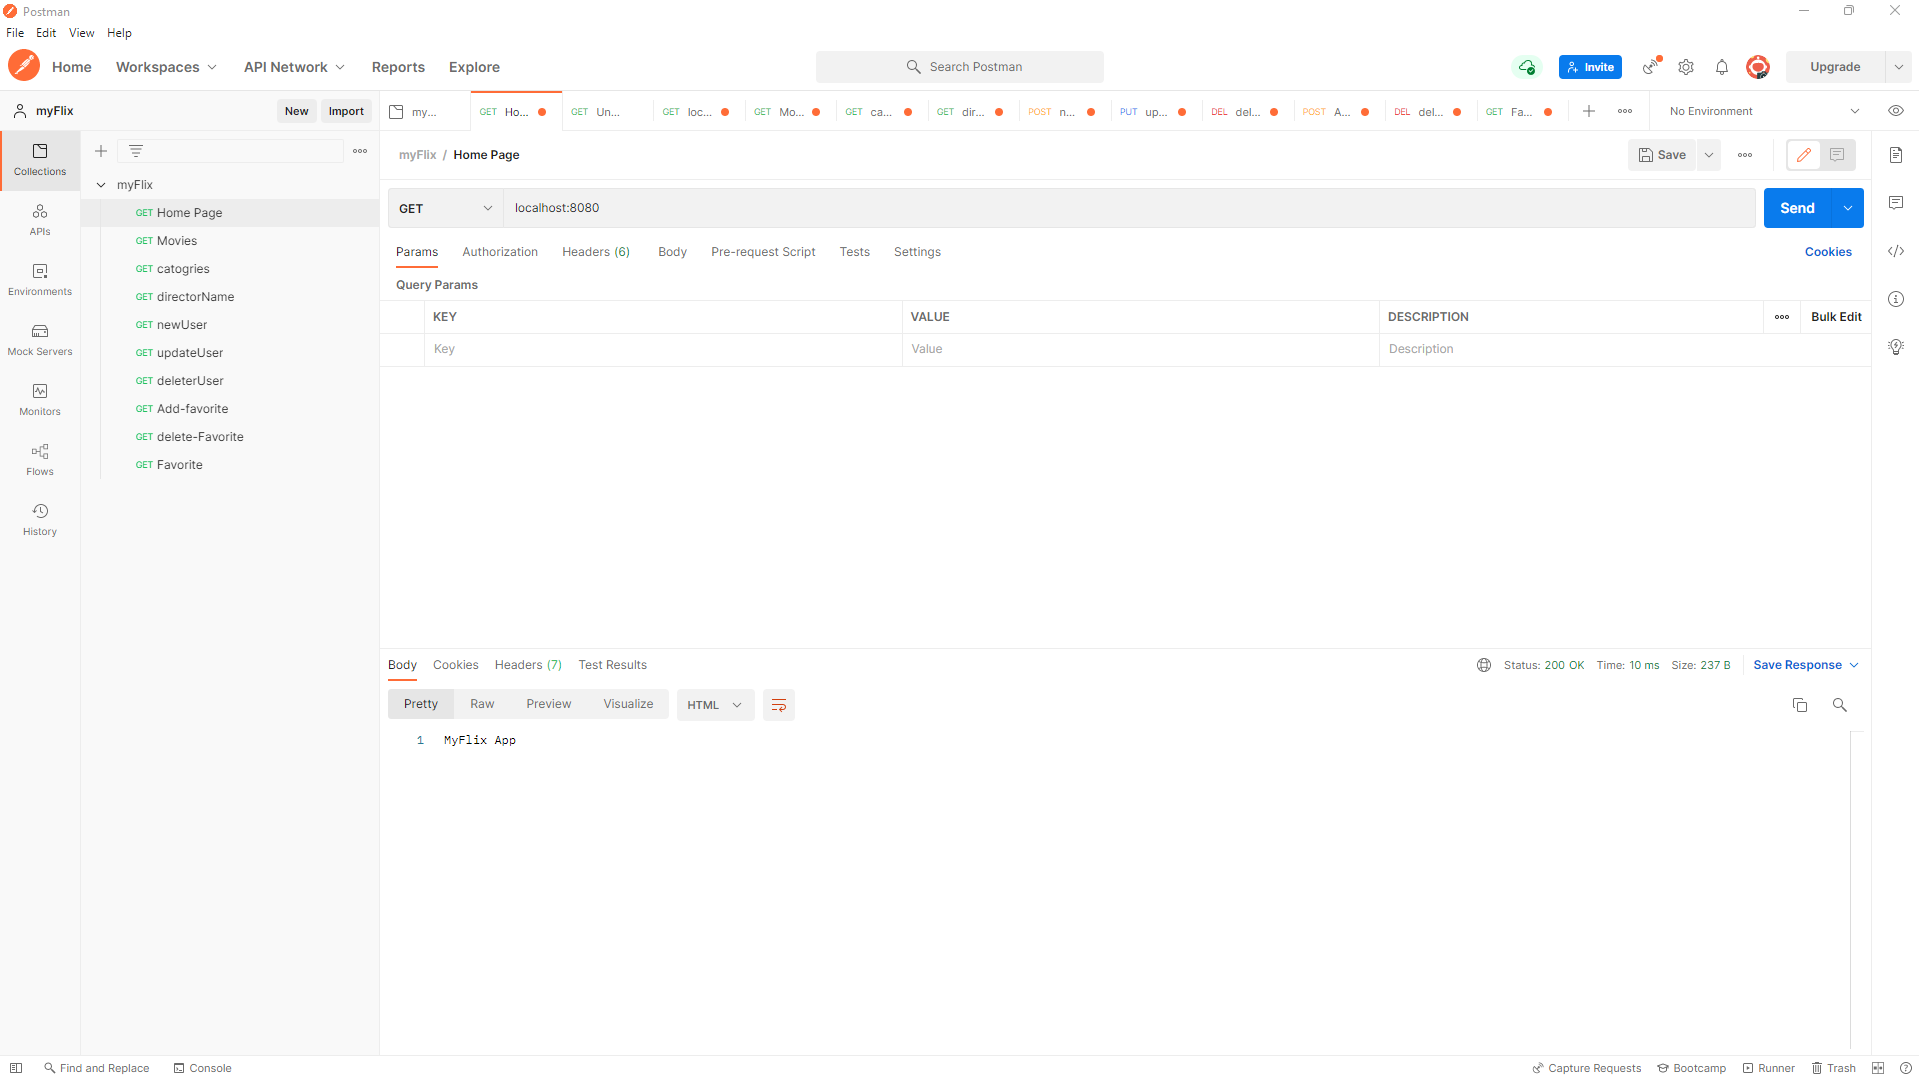 Postman
File Edit View Help
Home Workspaces API Network Reports Explore Search Postman Invite Upgrade
myFlix New Import my... GET Ho... GET Un... GET loc... GET Mo... GET ca... GET dir... POST n... PUT up... DEL del... POST A... DEL del... GET Fa... No Environment
myFlix / Home Page Save
Collections
myFlix
GET Home Page
GET localhost:8080 Send
APIs
GET Movies
Params Authorization Headers (6) Body Pre-request Script Tests Settings Cookies
GET catogries
Query Params
Environments
GET directorName
KEY VALUE DESCRIPTION Bulk Edit
GET newUser
Mock Servers
GET updateUser
Key Value Description
GET deleterUser
Monitors
GET Add-favorite
GET delete-Favorite
Flows
GET Favorite
History
Body Cookies Headers (7) Test Results Status: 200 OK Time: 10 ms Size: 237 B Save Response
Pretty Raw Preview Visualize HTML
1 MyFlix App
Find and Replace Console Capture Requests Bootcamp Runner Trash